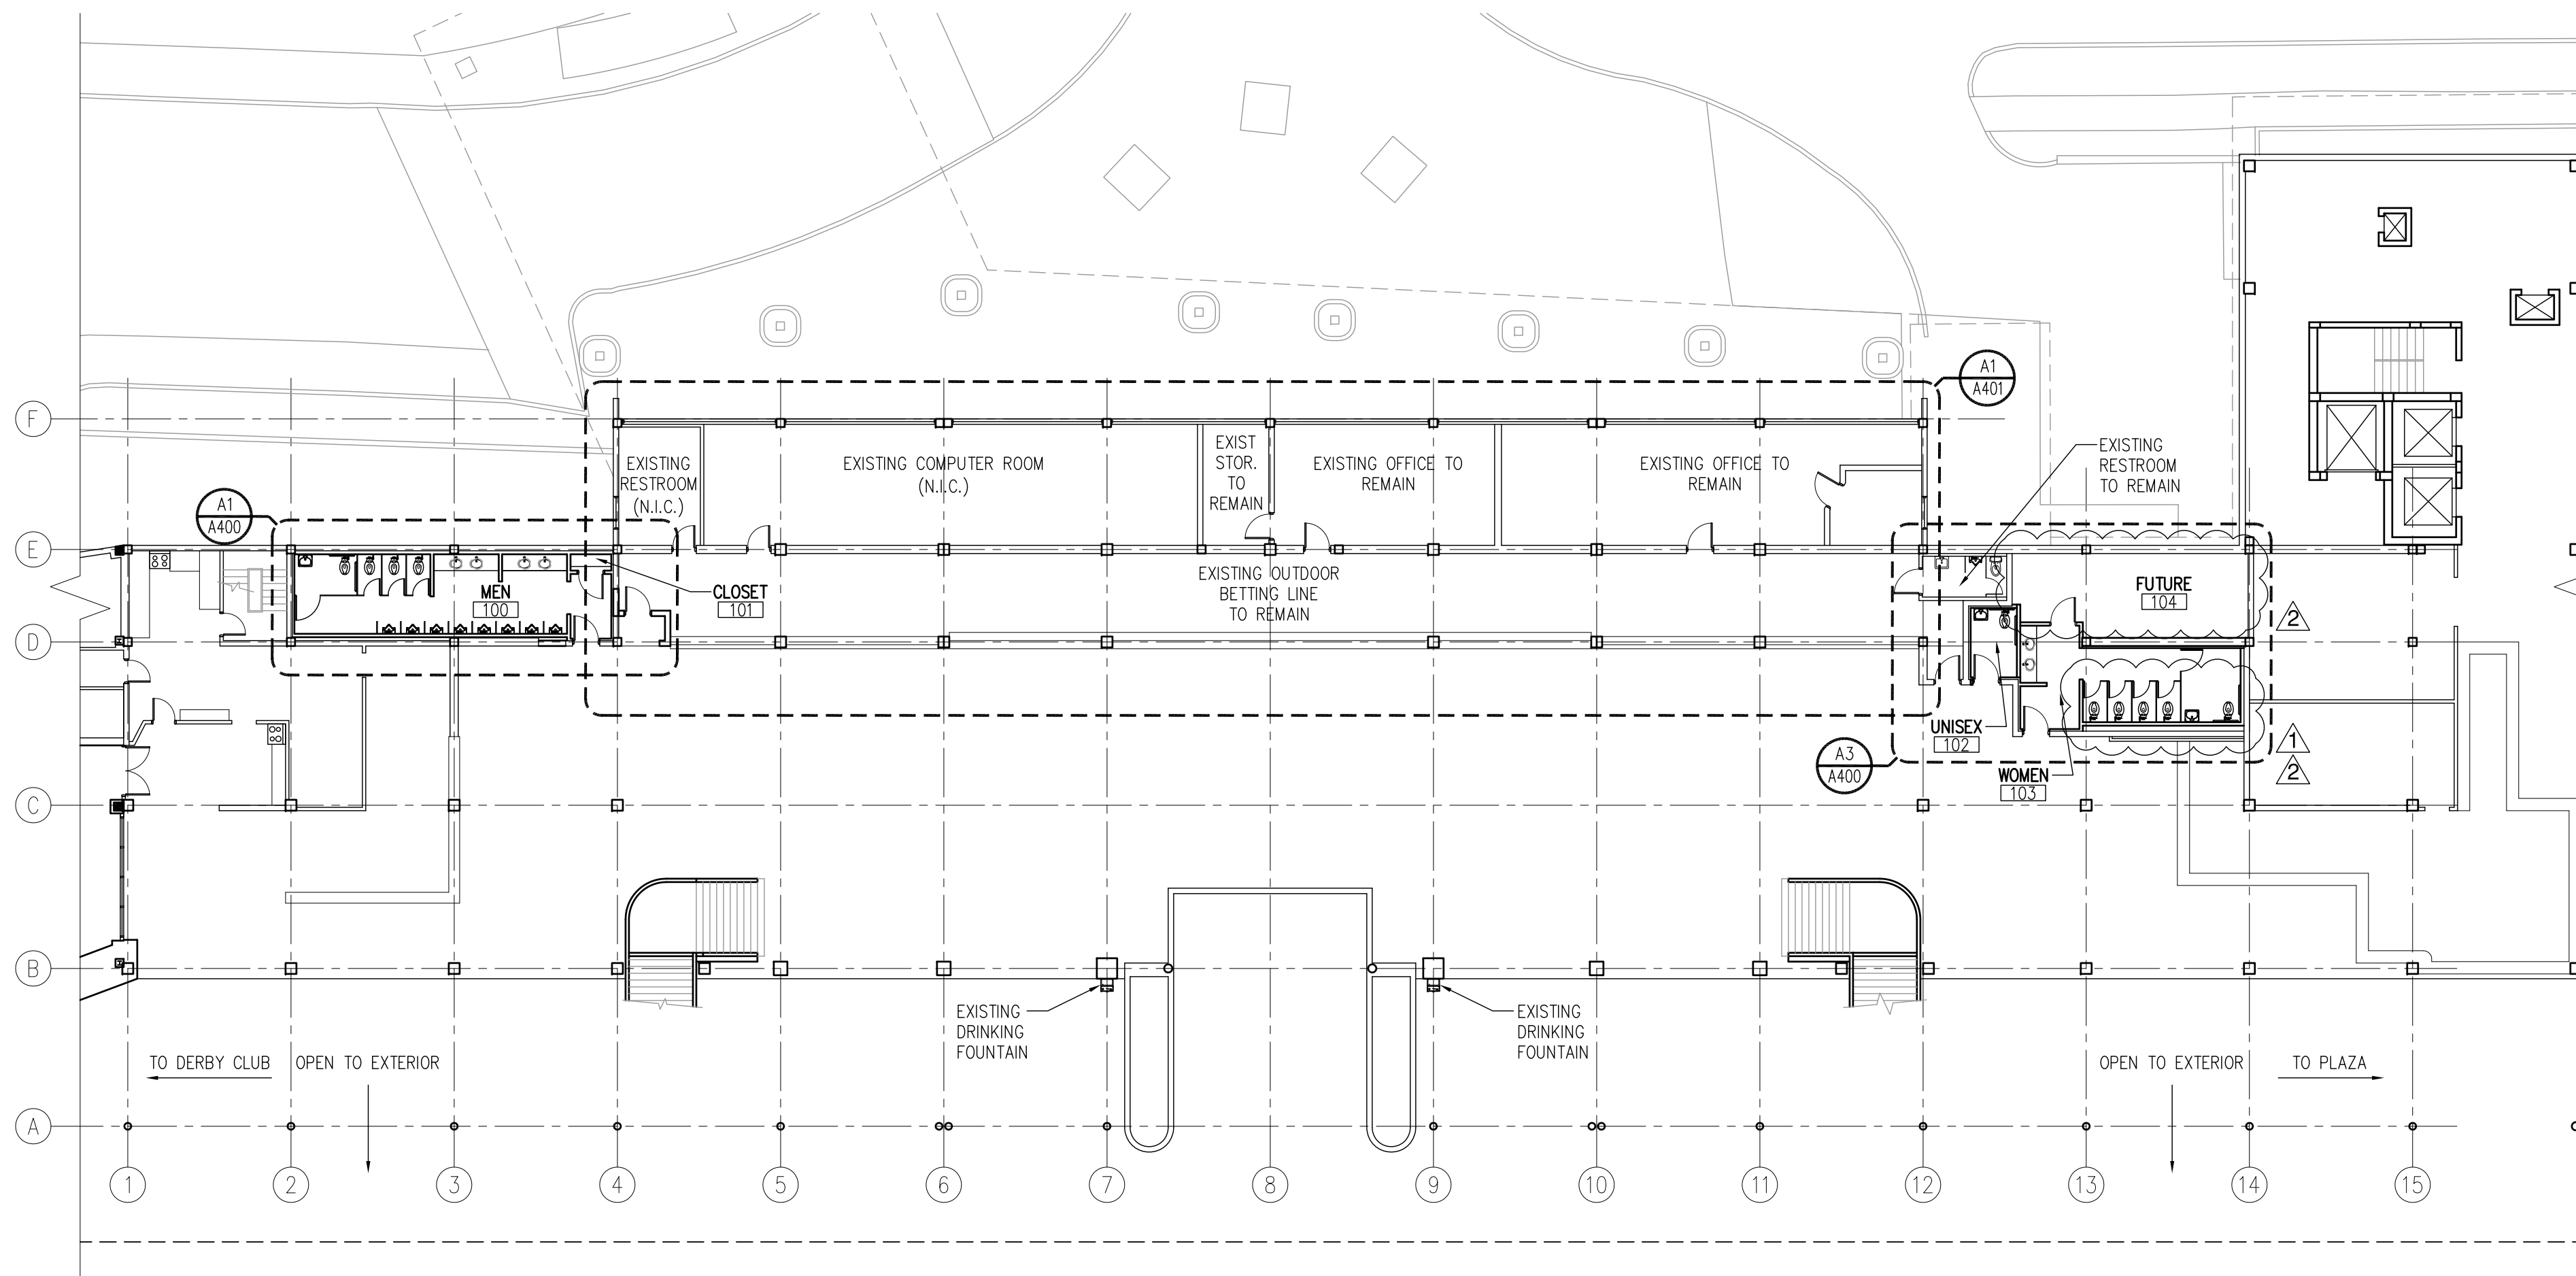 A1
A401
F
EXISTING
RESTROOM
(N.I.C.)
EXISTING COMPUTER ROOM
(N.I.C.)
EXIST
STOR.
TO
REMAIN
EXISTING OFFICE TO
REMAIN
EXISTING OFFICE TO
REMAIN
EXISTING
RESTROOM
TO REMAIN
A1
A400
E
MEN
100
CLOSET
101
EXISTING OUTDOOR
BETTING LINE
TO REMAIN
FUTURE
104
2
D
UNISEX
102
1
2
A3
A400
WOMEN
103
C
B
EXISTING
DRINKING
FOUNTAIN
EXISTING
DRINKING
FOUNTAIN
TO DERBY CLUB
OPEN TO EXTERIOR
OPEN TO EXTERIOR
TO PLAZA
A
1
2
3
4
5
6
7
8
9
10
11
12
13
14
15